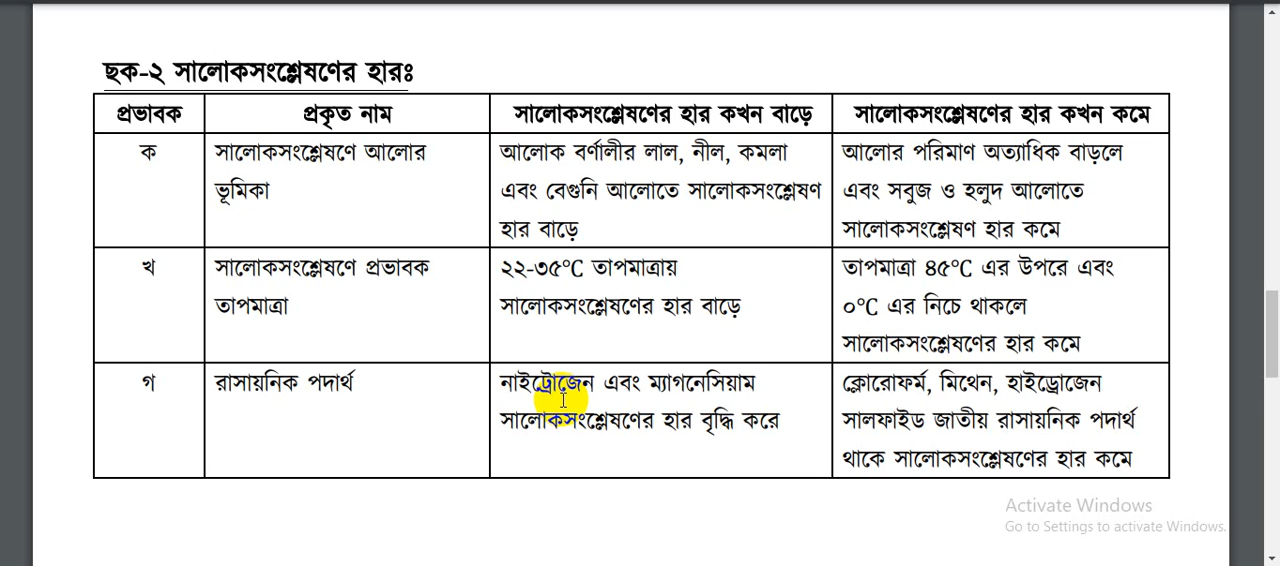 ছক-২ সালোকসংশ্লেষণের হারঃ
প্রভাবক
প্রকৃত নাম
সালোকসংশ্লেষণের হার কখন বাড়ে
সালোকসংশ্লেষণের হার কখন কমে
ক
সালোকসংশ্লেষণে আলোর
ভূমিকা
আলোক বর্ণালীর লাল, নীল, কমলা
এবং বেগুনি আলোতে সালোকসংশ্লেষণ
হার বাড়ে
আলোর পরিমাণ অত্যাধিক বাড়লে
এবং সবুজ ও হলুদ আলোতে
সালোকসংশ্লেষণ হার কমে
খ
সালোকসংশ্লেষণে প্রভাবক
তাপমাত্রা
২২-৩৫°C তাপমাত্রায়
সালোকসংশ্লেষণের হার বাড়ে
তাপমাত্রা ৪৫°C এর উপরে এবং
০°C এর নিচে থাকলে
সালোকসংশ্লেষণের হার কমে
গ
রাসায়নিক পদার্থ
নাইট্রোজেন এবং ম্যাগনেসিয়াম
সালোকসংশ্লেষণের হার বৃদ্ধি করে
ক্লোরোফর্ম, মিথেন, হাইড্রোজেন
সালফাইড জাতীয় রাসায়নিক পদার্থ
থাকে সালোকসংশ্লেষণের হার কমে
Activate Windows
Go to Settings to activate Windows.